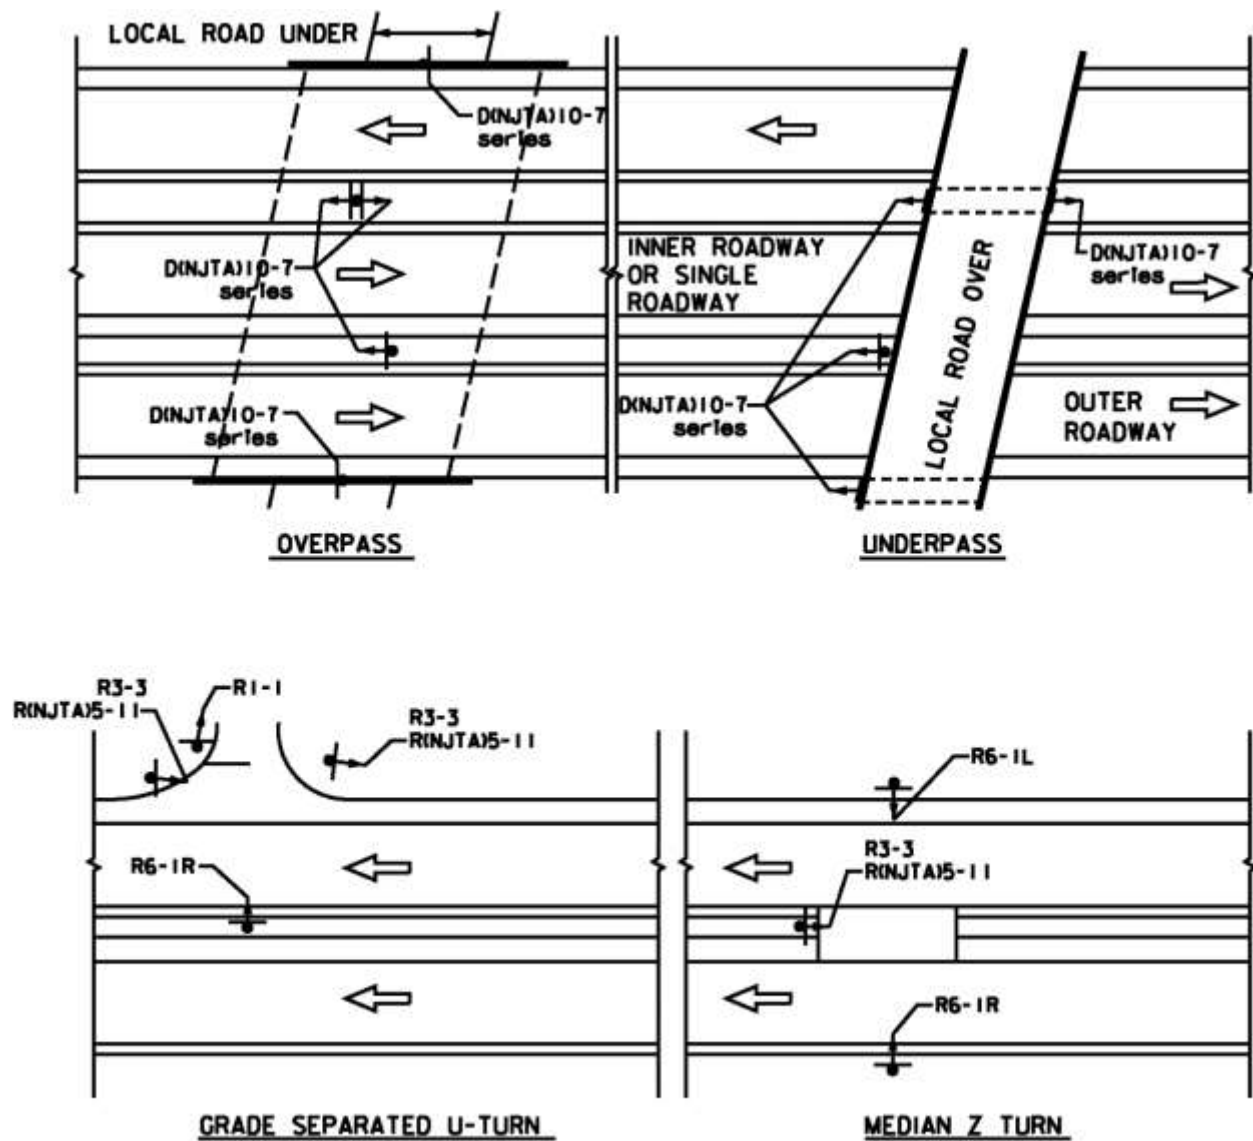 LOCAL ROAD UNDER
D(NJTA)10-7
series
D(NJTA)10-7
series
D(NJTA)10-7
series
OVERPASS
INNER ROADWAY
OR SINGLE
ROADWAY
D(NJTA)10-7
series
LOCAL ROAD OVER
D(NJTA)10-7
series
OUTER
ROADWAY
UNDERPASS
R3-3
R(NJTA)5-11
R1-1
R3-3
R(NJTA)5-11
R6-1R
GRADE SEPARATED U-TURN
R6-1L
R3-3
R(NJTA)5-11
R6-1R
MEDIAN Z TURN